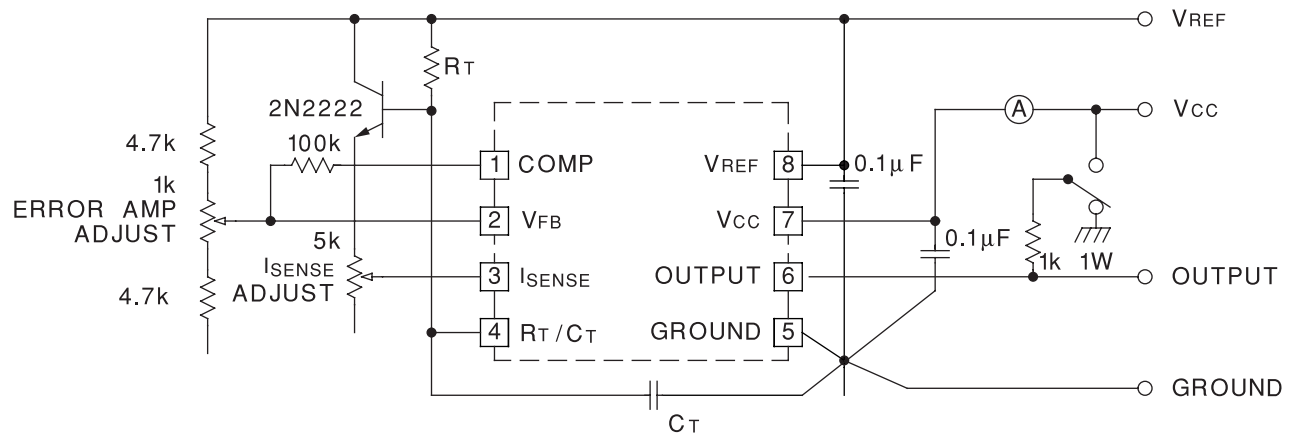 VREF
RT
2N2222
A
VCC
4.7k
100k
1 COMP
VREF 8
0.1μF
1k
ERROR AMP
ADJUST
2 VFB
VCC 7
0.1μF
5k
ISENSE
ADJUST
3 ISENSE
OUTPUT 6
1k
1W
OUTPUT
4.7k
4 RT/CT
GROUND 5
GROUND
CT